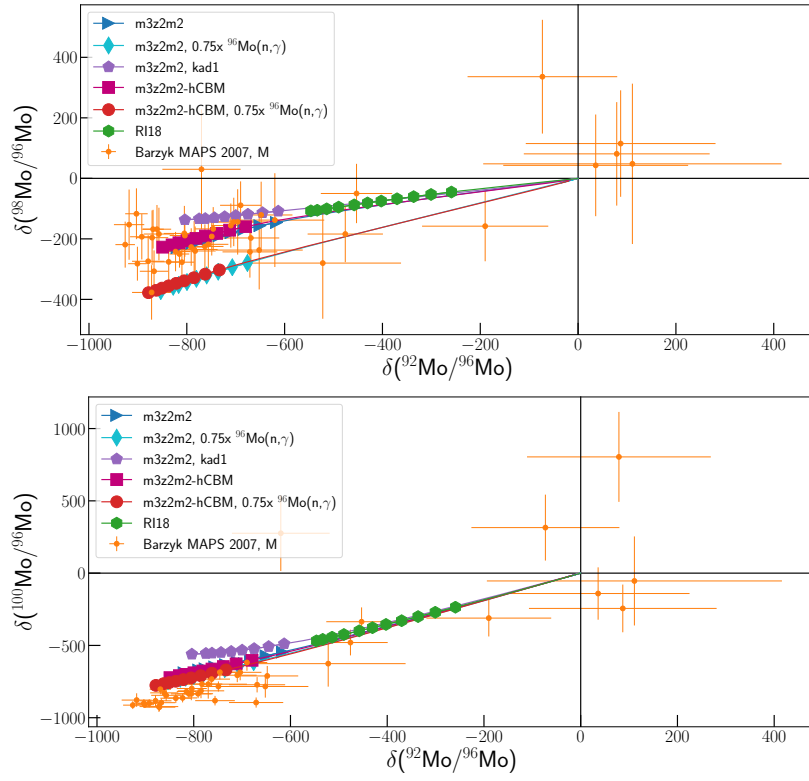 m3z2m2
m3z2m2, 0.75x ⁹⁶Mo(n,γ)
m3z2m2, kad1
m3z2m2-hCBM
m3z2m2-hCBM, 0.75x ⁹⁶Mo(n,γ)
RI18
Barzyk MAPS 2007, M
400
200
0
−200
−400
δ(⁹⁸Mo/⁹⁶Mo)
−1000 −800 −600 −400 −200 0 200 400
δ(⁹²Mo/⁹⁶Mo)
m3z2m2
m3z2m2, 0.75x ⁹⁶Mo(n,γ)
m3z2m2, kad1
m3z2m2-hCBM
m3z2m2-hCBM, 0.75x ⁹⁶Mo(n,γ)
RI18
Barzyk MAPS 2007, M
1000
500
0
−500
−1000
δ(¹⁰⁰Mo/⁹⁶Mo)
−1000 −800 −600 −400 −200 0 200 400
δ(⁹²Mo/⁹⁶Mo)